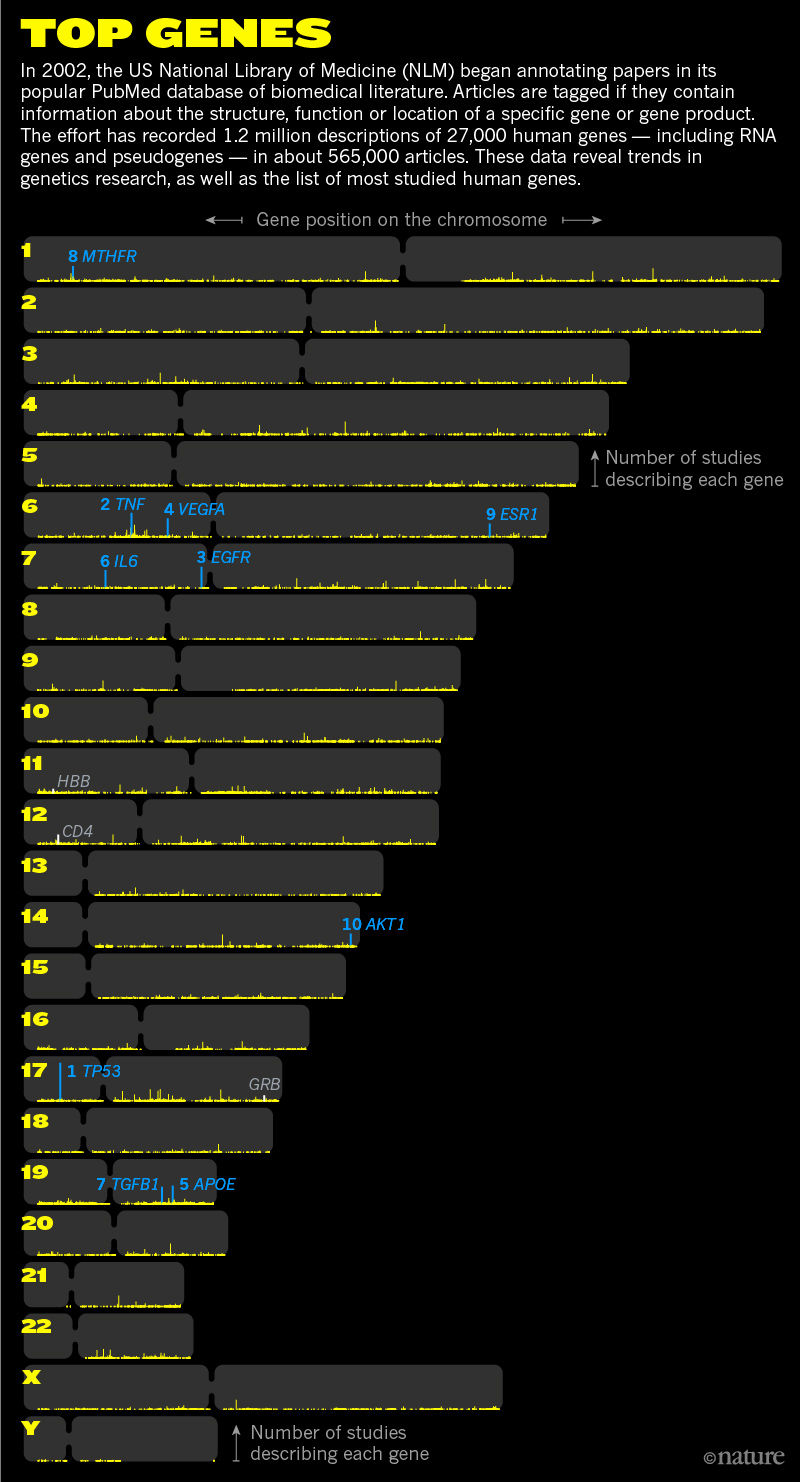 TOP GENES
In 2002, the US National Library of Medicine (NLM) began annotating papers in its
popular PubMed database of biomedical literature. Articles are tagged if they contain
information about the structure, function or location of a specific gene or gene product.
The effort has recorded 1.2 million descriptions of 27,000 human genes — including RNA
genes and pseudogenes — in about 565,000 articles. These data reveal trends in
genetics research, as well as the list of most studied human genes.
Gene position on the chromosome
1
8 MTHFR
2
3
4
5
Number of studies
describing each gene
6
2 TNF
4 VEGFA
9 ESR1
7
6 IL6
3 EGFR
8
9
10
11
HBB
12
CD4
13
14
10 AKT1
15
16
17
1 TP53
GRB
18
19
7 TGFB1
5 APOE
20
21
22
X
Y
Number of studies
describing each gene
©nature